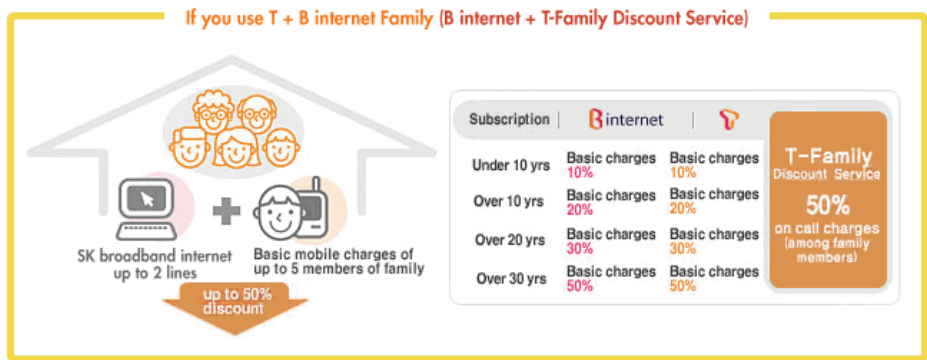 If you use T + B internet Family (B internet + T-Family Discount Service)
SK broadband internet
up to 2 lines
+
Basic mobile charges of
up to 5 members of family
up to 50%
discount
Subscription | B internet | T
Under 10 yrs Basic charges 10% Basic charges 10%
Over 10 yrs Basic charges 20% Basic charges 20%
Over 20 yrs Basic charges 30% Basic charges 30%
Over 30 yrs Basic charges 50% Basic charges 50%
T-Family
Discount Service
50%
on call charges
(among family
members)